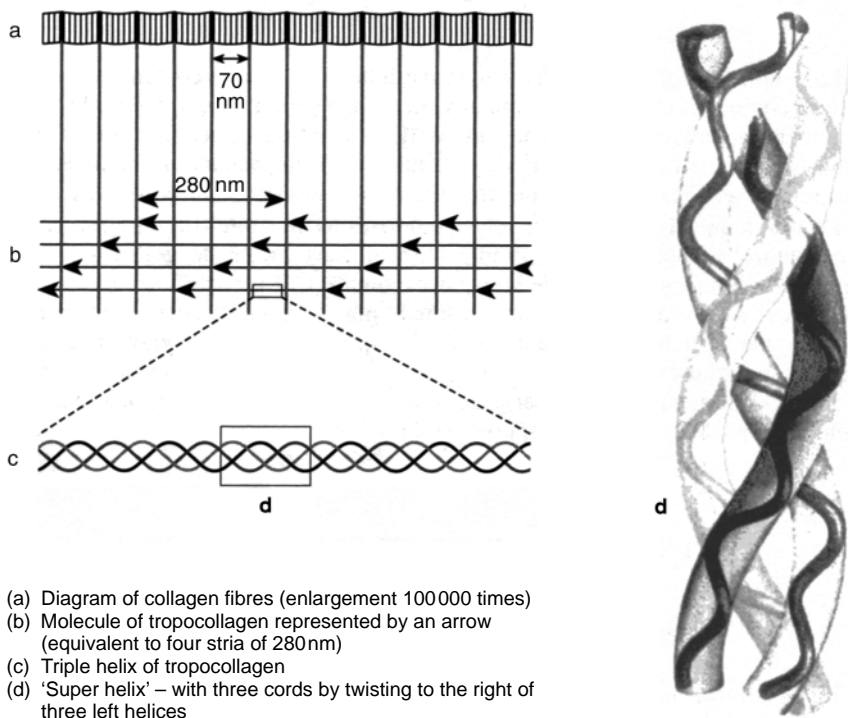 a
70
nm
280 nm
b
c
d
d
(a) Diagram of collagen fibres (enlargement 100 000 times)
(b) Molecule of tropocollagen represented by an arrow
(equivalent to four stria of 280nm)
(c) Triple helix of tropocollagen
(d) ‘Super helix’ – with three cords by twisting to the right of
three left helices